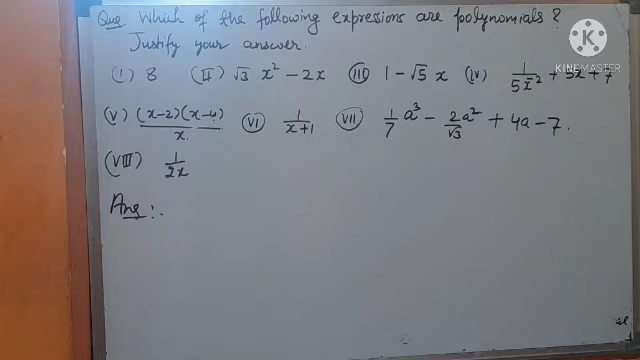 Que. Which of the following expressions are polynomials?
Justify your answer.
(I) 8 (II) √3 x² − 2x (III) 1 − √5 x (IV) 1/5x̄² + 5x + 7
(V) (x−2)(x−4)/x (VI) 1/x+1 (VII) 1/7 a³ − 2/√3 a² + 4a − 7.
(VIII) 1/2x
Ans:.
KINEMASTER